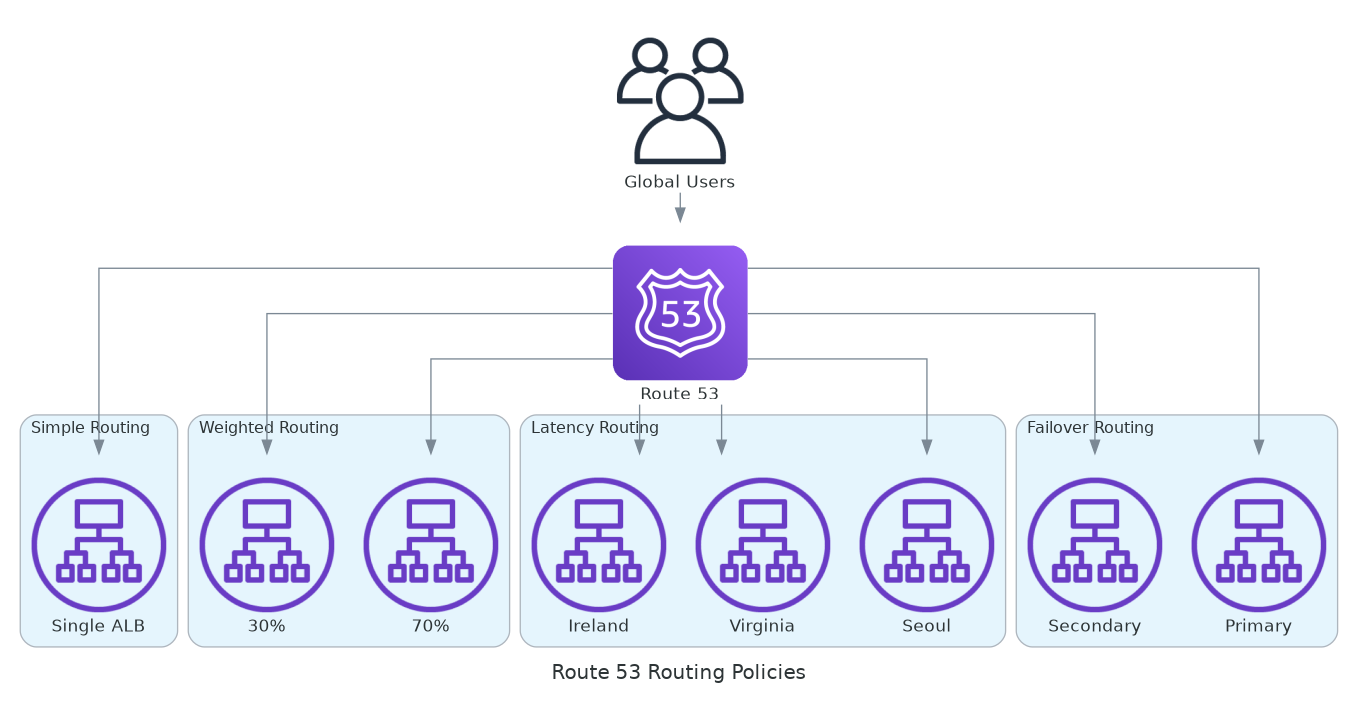 Global Users
53
Route 53
Simple Routing
Weighted Routing
Latency Routing
Failover Routing
Single ALB
30%
70%
Ireland
Virginia
Seoul
Secondary
Primary
Route 53 Routing Policies